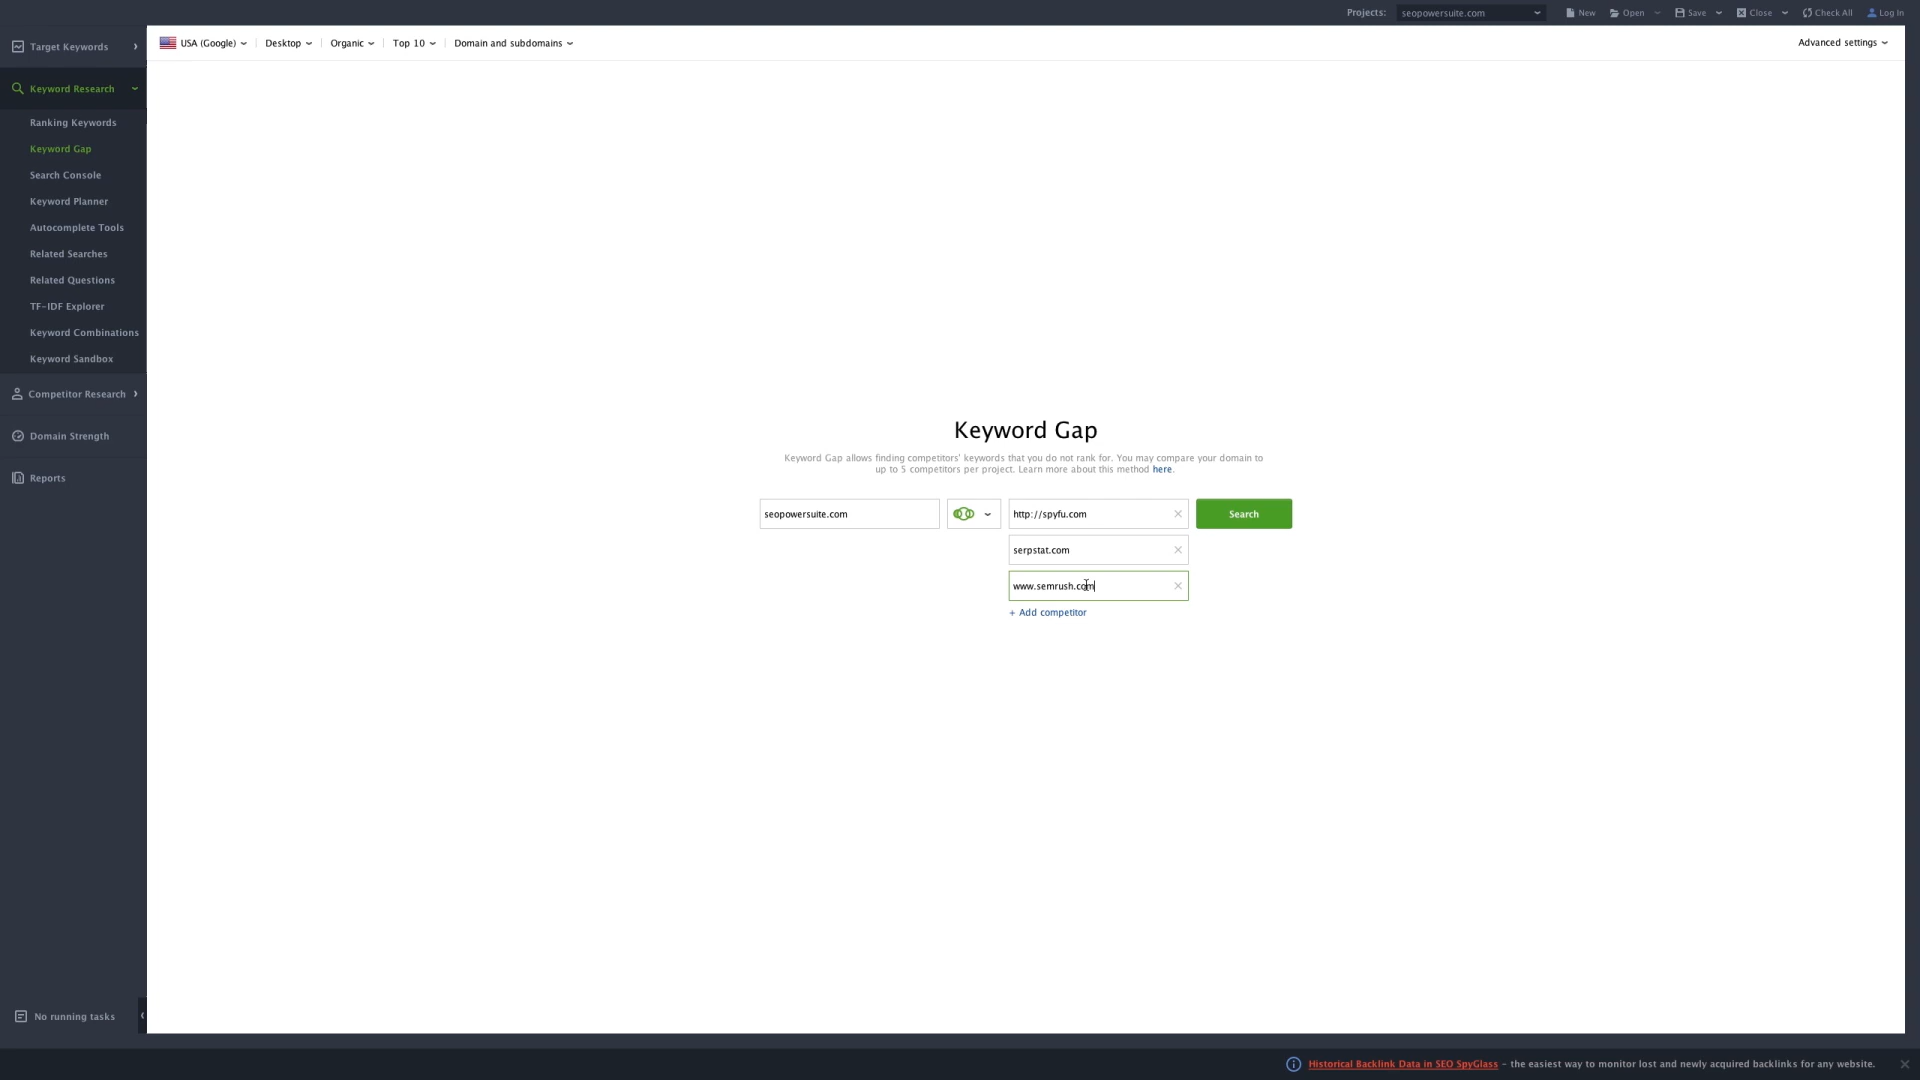 Projects: seopowersuite.com New Open Save Close Check All Log In
Target Keywords
Keyword Research
Ranking Keywords
Keyword Gap
Search Console
Keyword Planner
Autocomplete Tools
Related Searches
Related Questions
TF-IDF Explorer
Keyword Combinations
Keyword Sandbox
Competitor Research
Domain Strength
Reports
No running tasks
USA (Google) Desktop Organic Top 10 Domain and subdomains Advanced settings
Keyword Gap
Keyword Gap allows finding competitors' keywords that you do not rank for. You may compare your domain to
up to 5 competitors per project. Learn more about this method here.
seopowersuite.com http://spyfu.com Search
serpstat.com
www.semrush.com
+ Add competitor
Historical Backlink Data in SEO SpyGlass – the easiest way to monitor lost and newly acquired backlinks for any website.